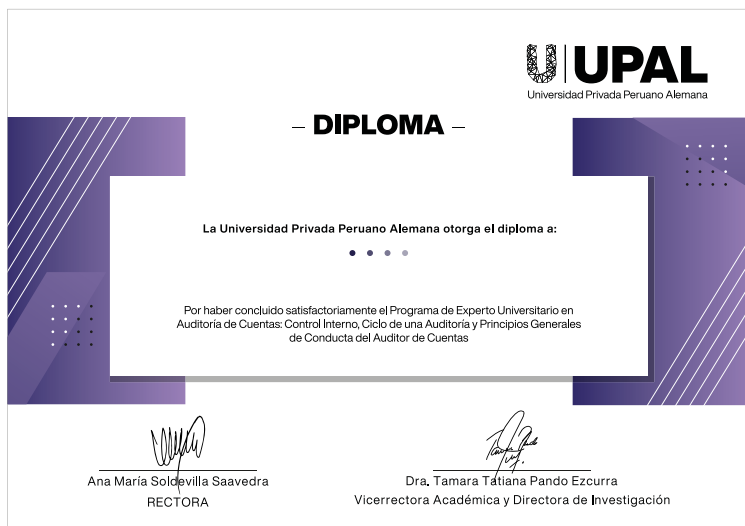 UPAL
Universidad Privada Peruano Alemana
– DIPLOMA –
La Universidad Privada Peruano Alemana otorga el diploma a:
Por haber concluido satisfactoriamente el Programa de Experto Universitario en
Auditoría de Cuentas: Control Interno, Ciclo de una Auditoría y Principios Generales
de Conducta del Auditor de Cuentas
Ana María Soldevilla Saavedra
RECTORA
Dra. Tamara Tatiana Pando Ezcurra
Vicerrectora Académica y Directora de Investigación